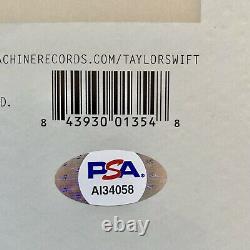 ACHINERECORDS.COM/TAYLORSWIFT
D.
8 43930 01354 8
PSA
AI34058